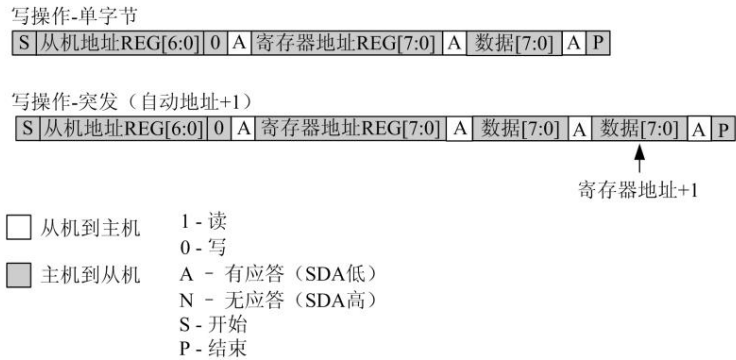 写操作-单字节
S 从机地址REG[6:0] 0 A 寄存器地址REG[7:0] A 数据[7:0] A P
写操作-突发（自动地址+1）
S 从机地址REG[6:0] 0 A 寄存器地址REG[7:0] A 数据[7:0] A 数据[7:0] A P
寄存器地址+1
从机到主机
主机到从机
1 - 读
0 - 写
A - 有应答（SDA低）
N - 无应答（SDA高）
S - 开始
P - 结束